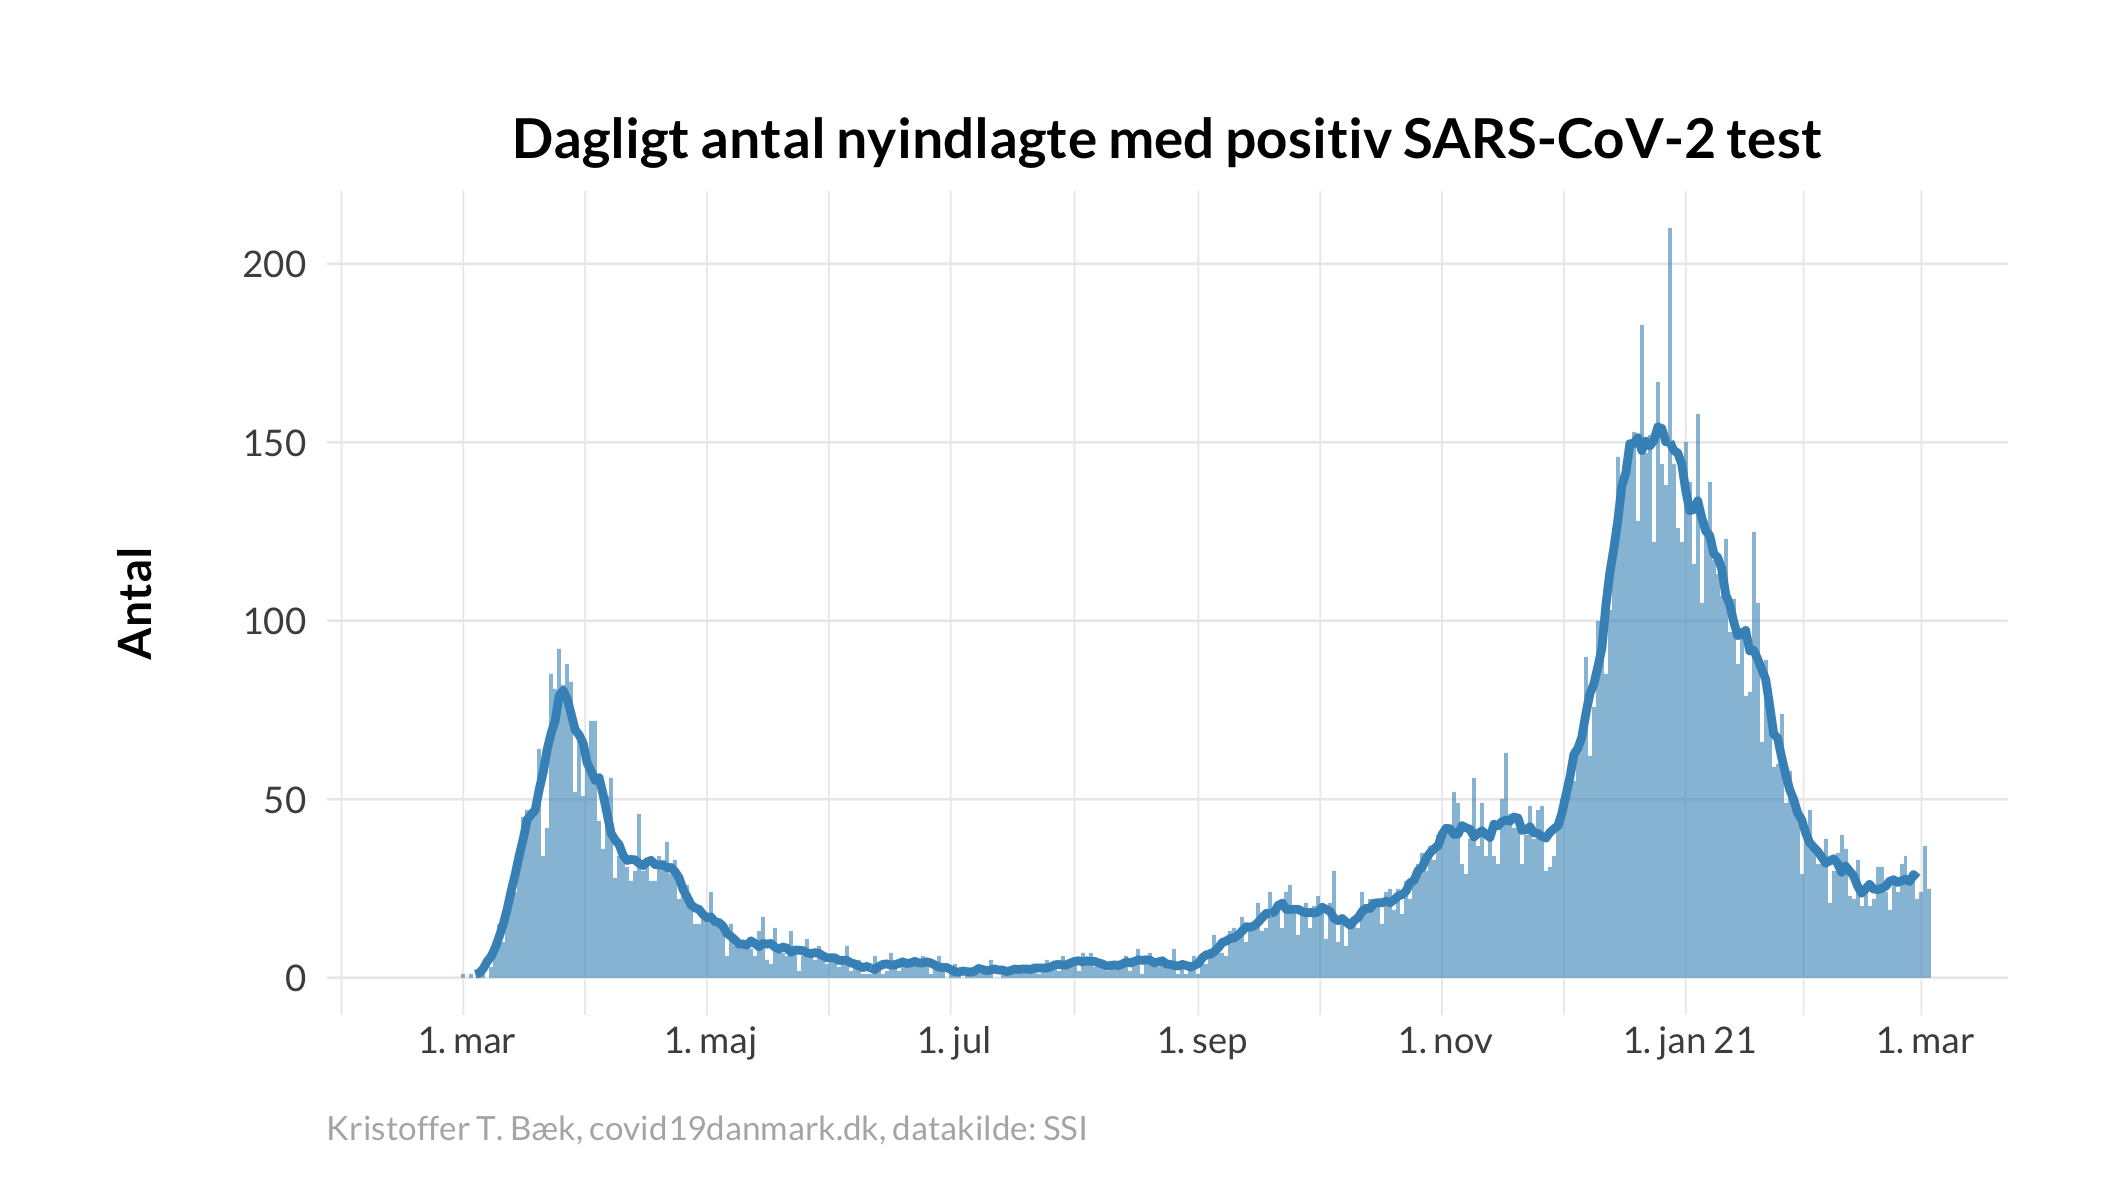 Dagligt antal nyindlagte med positiv SARS-CoV-2 test
Antal
200
150
100
50
0
1. mar
1. maj
1. jul
1. sep
1. nov
1. jan 21
1. mar
Kristoffer T. Bæk, covid19danmark.dk, datakilde: SSI